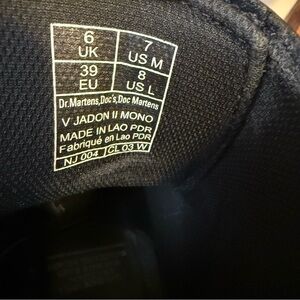 6 7
UK US M
39 8
EU US L
Dr.Martens,Doc's,Doc Martens
V JADON II MONO
MADE IN LAO PDR
Fabriqué en Lao PDR
NJ 004 CL 03 W